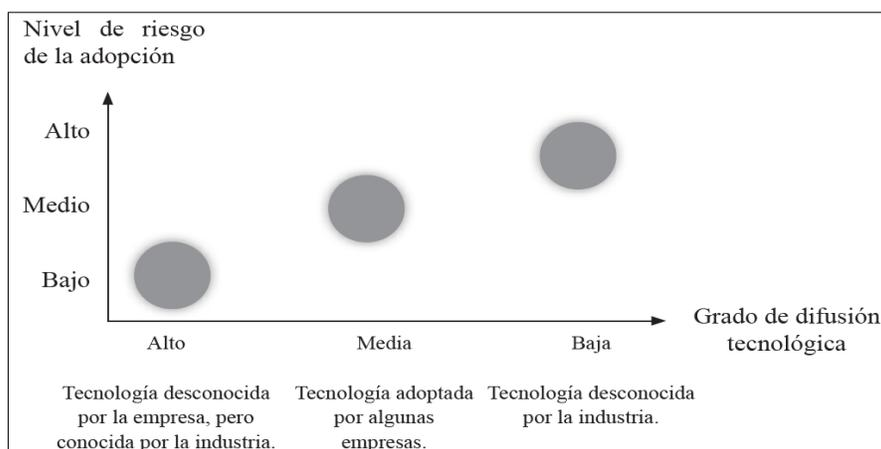 Nivel de riesgo
de la adopción
Alto
Medio
Bajo
Grado de difusión
tecnológica
Alto
Media
Baja
Tecnología desconocida
por la empresa, pero
conocida por la industria.
Tecnología adoptada
por algunas
empresas.
Tecnología desconocida
por la industria.